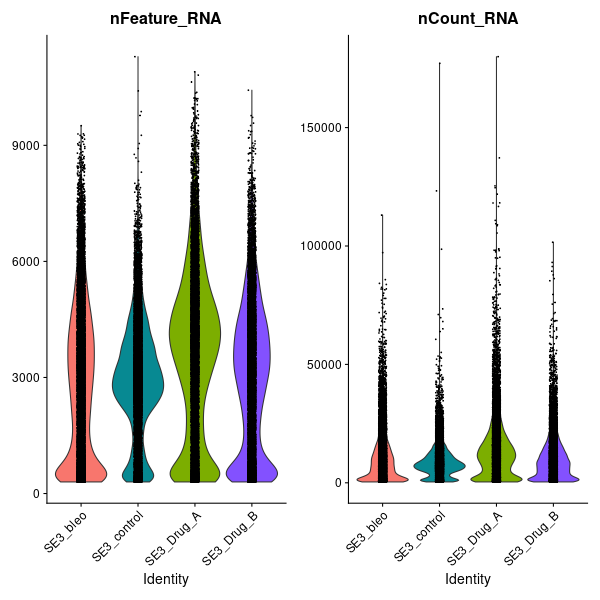 nFeature_RNA
9000
6000
3000
0
SE3_bleo
SE3_control
SE3_Drug_A
SE3_Drug_B
Identity
nCount_RNA
150000
100000
50000
0
SE3_bleo
SE3_control
SE3_Drug_A
SE3_Drug_B
Identity